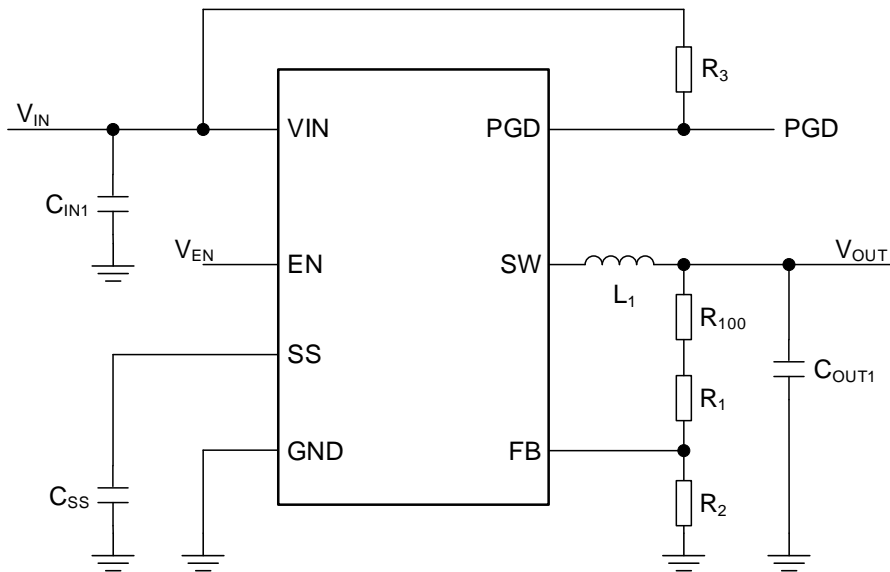 R3
VIN
VIN
PGD
PGD
CIN1
VEN
EN
SW
VOUT
L1
R100
SS
COUT1
R1
GND
FB
CSS
R2